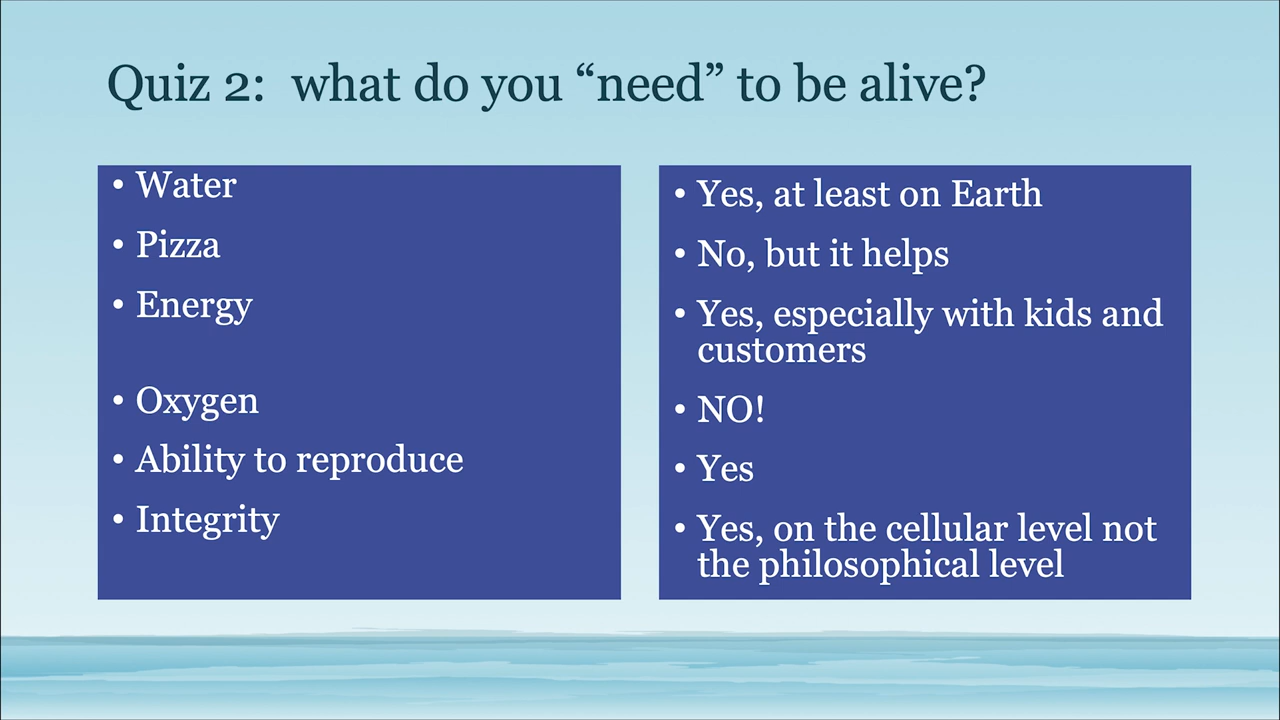 Quiz 2:  what do you “need” to be alive?
• Water
• Pizza
• Energy
• Oxygen
• Ability to reproduce
• Integrity
• Yes, at least on Earth
• No, but it helps
• Yes, especially with kids and
customers
• NO!
• Yes
• Yes, on the cellular level not
the philosophical level